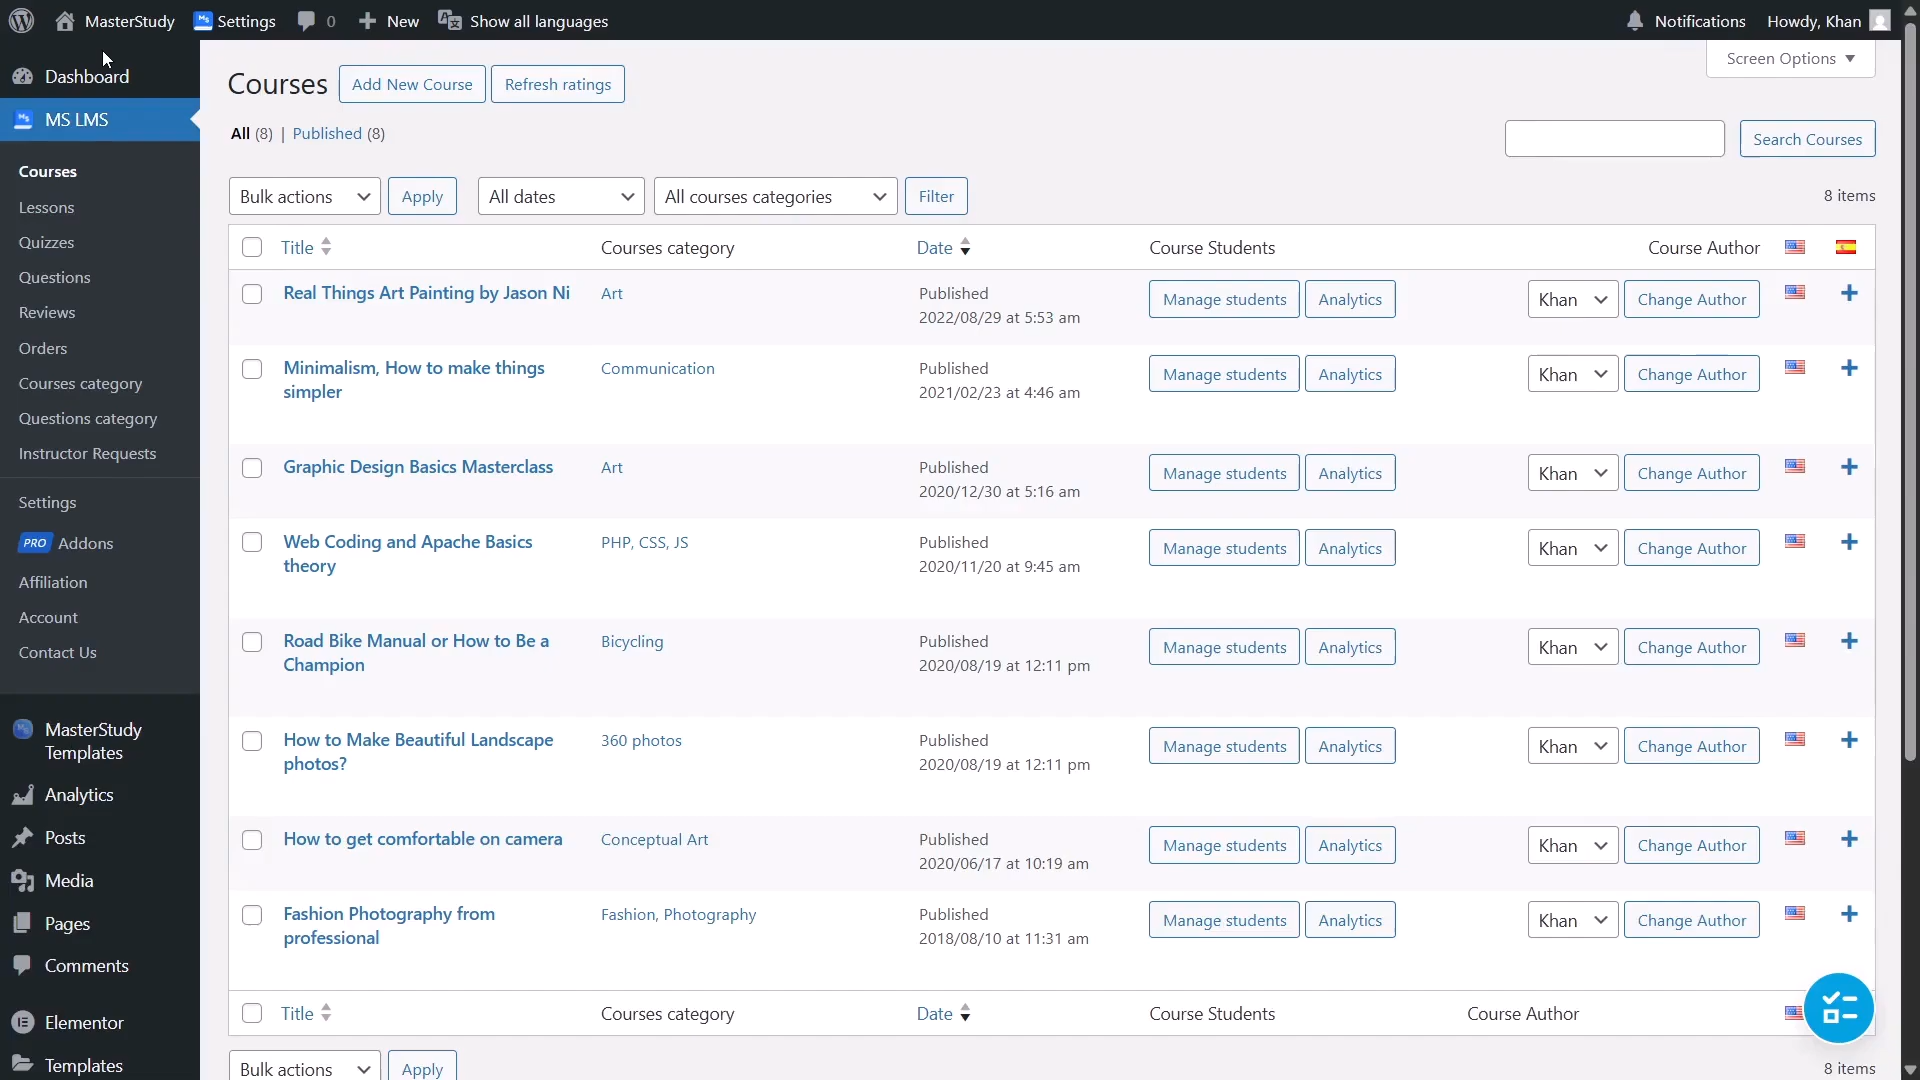 MasterStudy Settings 0 New Show all languages Notifications Howdy, Khan
Dashboard
MS LMS
Courses
Lessons
Quizzes
Questions
Reviews
Orders
Courses category
Questions category
Instructor Requests
Settings
PRO Addons
Affiliation
Account
Contact Us
MasterStudy
Templates
Analytics
Posts
Media
Pages
Comments
Elementor
Templates
Screen Options
Courses Add New Course Refresh ratings
All (8) | Published (8)
Search Courses
Bulk actions Apply All dates All courses categories Filter 8 items
Title Courses category Date Course Students Course Author
Real Things Art Painting by Jason Ni Art Published Manage students Analytics Khan Change Author
2022/08/29 at 5:53 am
Minimalism, How to make things Communication Published Manage students Analytics Khan Change Author
simpler 2021/02/23 at 4:46 am
Graphic Design Basics Masterclass Art Published Manage students Analytics Khan Change Author
2020/12/30 at 5:16 am
Web Coding and Apache Basics PHP, CSS, JS Published Manage students Analytics Khan Change Author
theory 2020/11/20 at 9:45 am
Road Bike Manual or How to Be a Bicycling Published Manage students Analytics Khan Change Author
Champion 2020/08/19 at 12:11 pm
How to Make Beautiful Landscape 360 photos Published Manage students Analytics Khan Change Author
photos? 2020/08/19 at 12:11 pm
How to get comfortable on camera Conceptual Art Published Manage students Analytics Khan Change Author
2020/06/17 at 10:19 am
Fashion Photography from Fashion, Photography Published Manage students Analytics Khan Change Author
professional 2018/08/10 at 11:31 am
Title Courses category Date Course Students Course Author
Bulk actions Apply 8 items